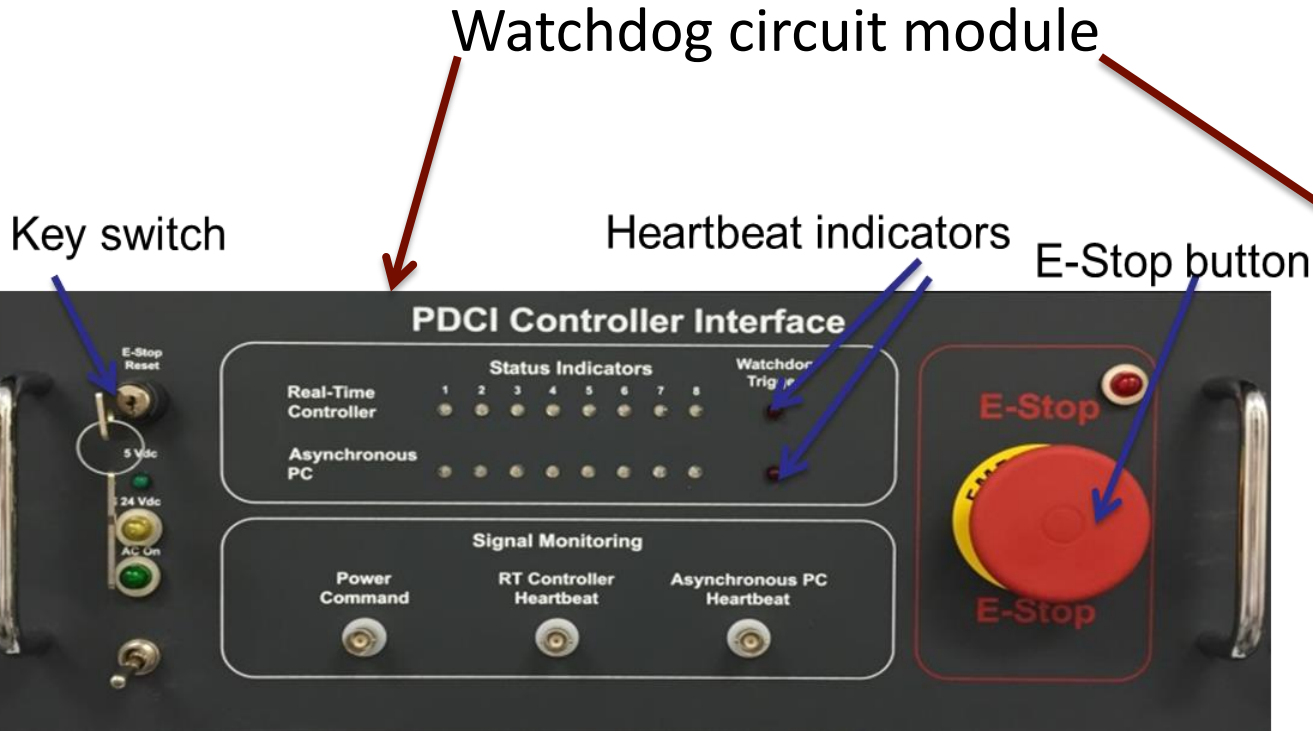 Watchdog circuit module
Key switch
Heartbeat indicators
E-Stop button
PDCI Controller Interface
E-Stop
Reset
Status Indicators
Watchdog
Trigger
Real-Time
Controller
1 2 3 4 5 6 7 8
Asynchronous
PC
5 Vdc
24 Vdc
AC On
Signal Monitoring
Power
Command
RT Controller
Heartbeat
Asynchronous PC
Heartbeat
E-Stop
E-Stop